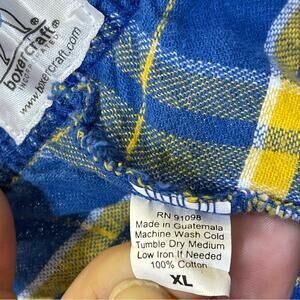 boxercraft®
INCORPORATED
www.boxercraft.com
RN 91098
Made in Guatemala
Machine Wash Cold
Tumble Dry Medium
Low Iron If Needed
100% Cotton
XL